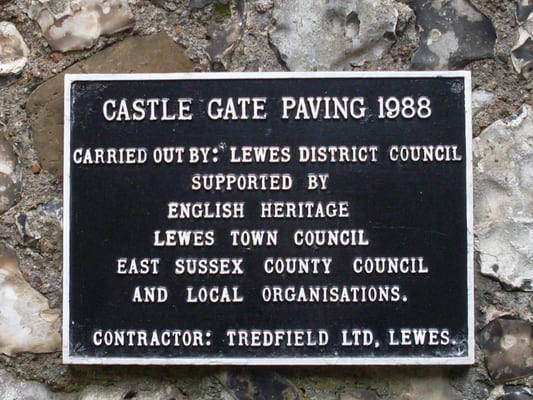 CASTLE GATE PAVING 1988
CARRIED OUT BY: LEWES DISTRICT COUNCIL
SUPPORTED BY
ENGLISH HERITAGE
LEWES TOWN COUNCIL
EAST SUSSEX COUNTY COUNCIL
AND LOCAL ORGANISATIONS.
CONTRACTOR: TREDFIELD LTD, LEWES.